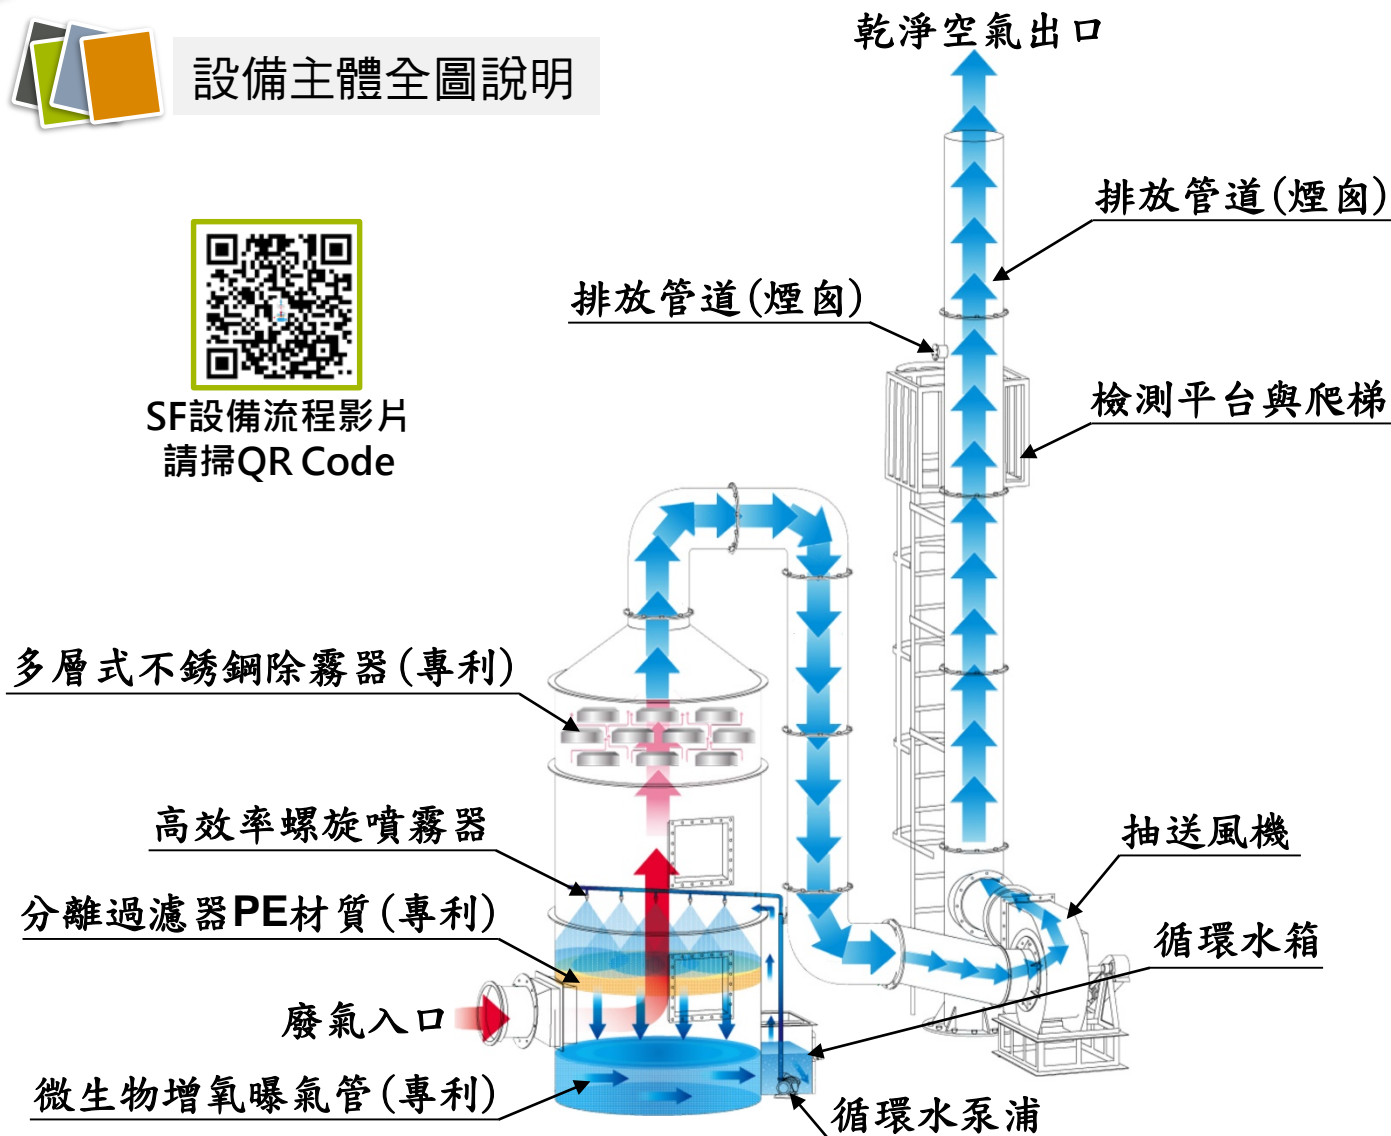 乾淨空氣出口
設備主體全圖說明
排放管道(煙囪)
排放管道(煙囪)
SF設備流程影片
請掃QR Code
檢測平台與爬梯
多層式不銹鋼除霧器(專利)
高效率螺旋噴霧器
抽送風機
分離過濾器PE材質(專利)
循環水箱
廢氣入口
微生物增氧曝氣管(專利)
循環水泵浦